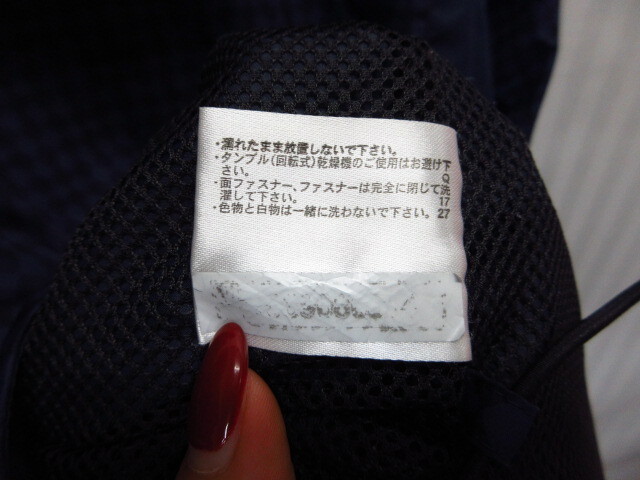 ・濡れたまま放置しないで下さい。
・タンブル(回転式)乾燥機のご使用はお避け下
さい。 Q
・面ファスナー、ファスナーは完全に閉じて洗
濯して下さい。 17
・色物と白物は一緒に洗わないで下さい。 27